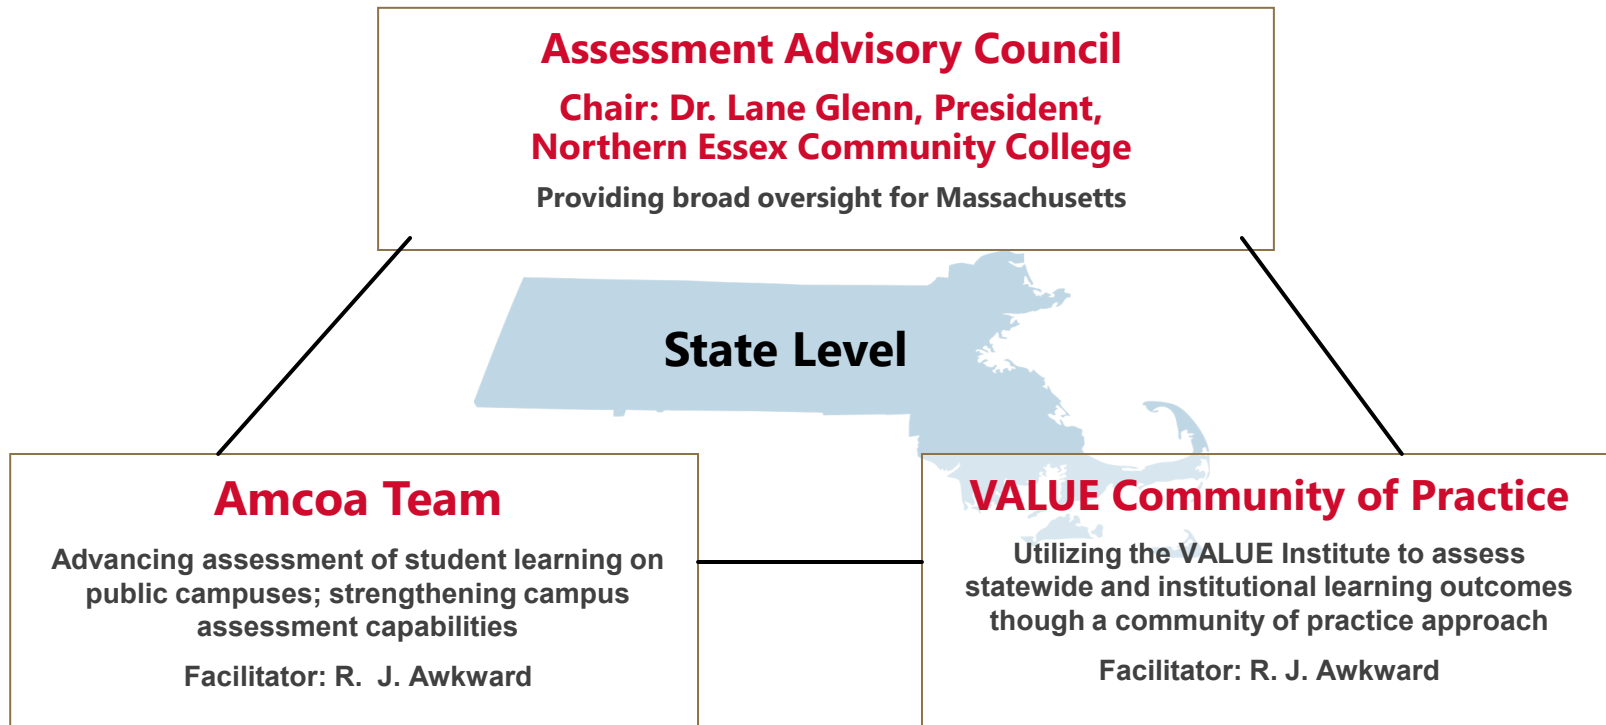 Assessment Advisory Council
Chair: Dr. Lane Glenn, President,
Northern Essex Community College
Providing broad oversight for Massachusetts
State Level
Amcoa Team
Advancing assessment of student learning on
public campuses; strengthening campus
assessment capabilities
Facilitator: R.  J. Awkward
VALUE Community of Practice
Utilizing the VALUE Institute to assess
statewide and institutional learning outcomes
though a community of practice approach
Facilitator: R. J. Awkward